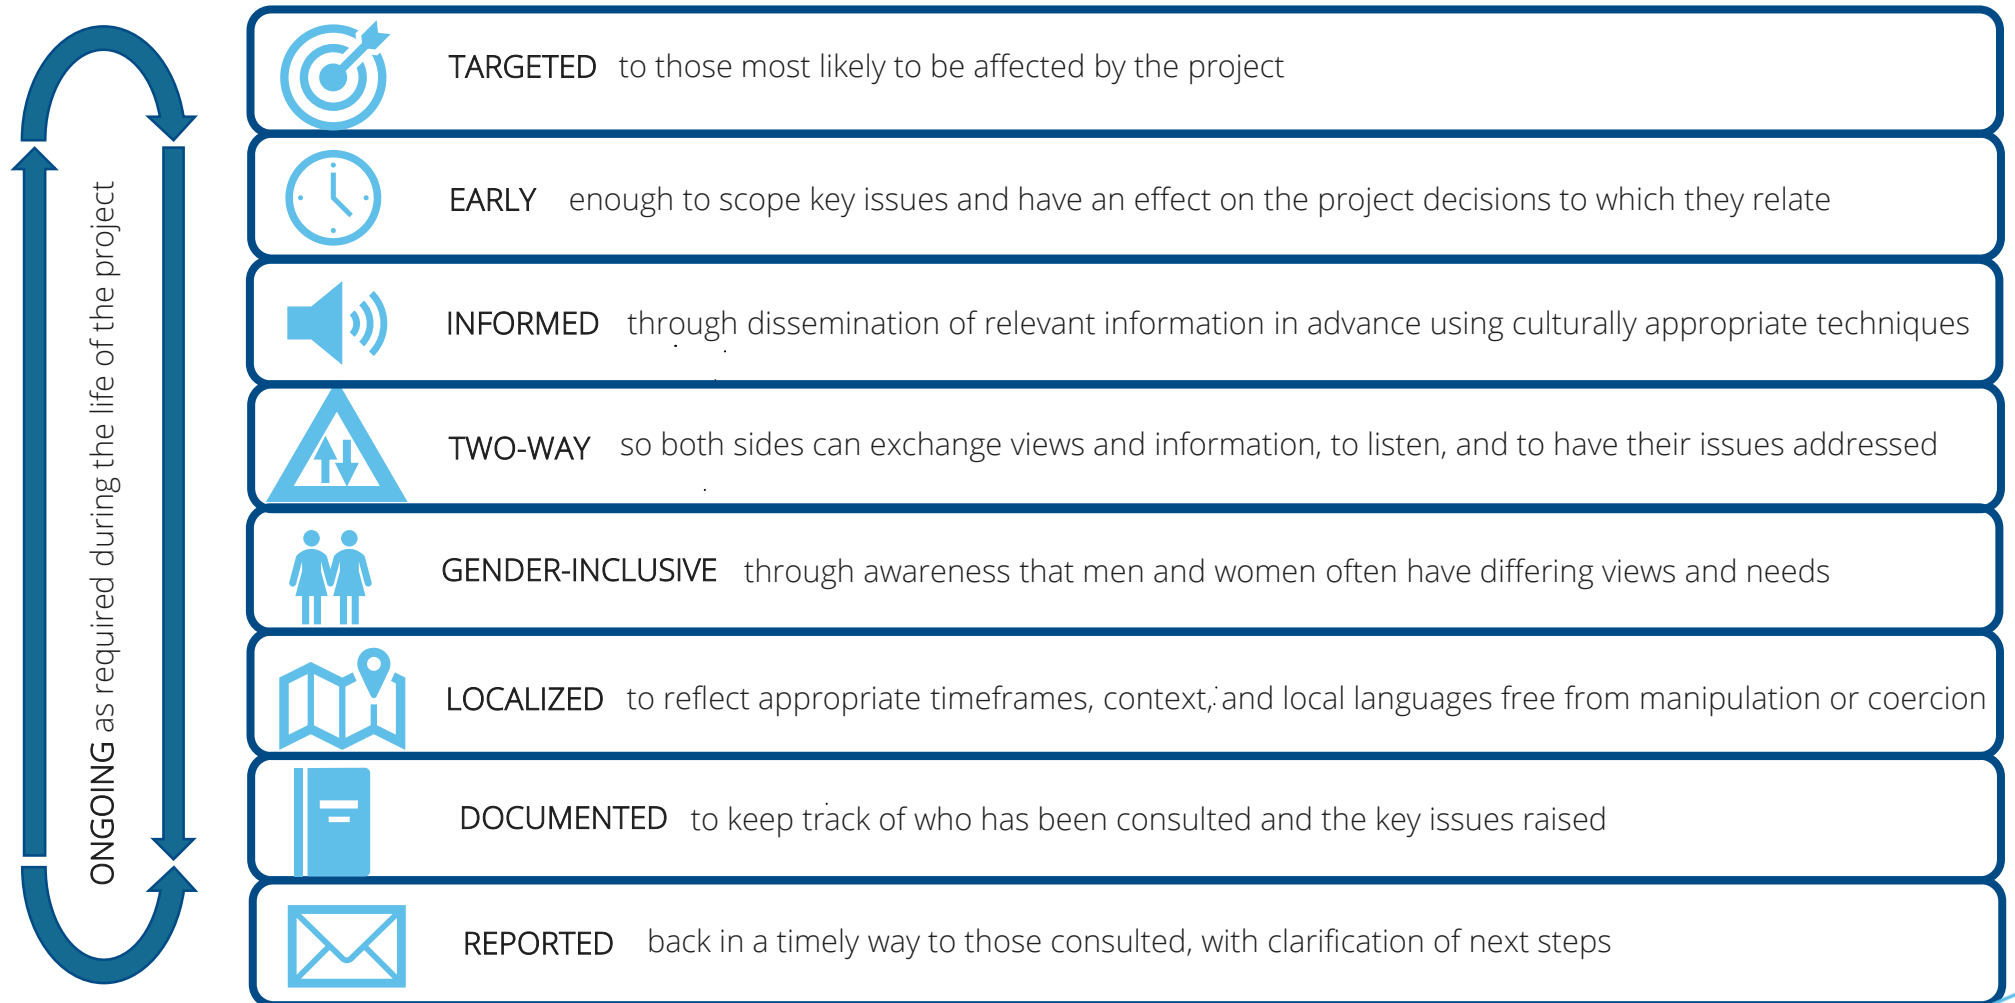 ONGOING as required during the life of the project
TARGETED to those most likely to be affected by the project
EARLY enough to scope key issues and have an effect on the project decisions to which they relate
INFORMED through dissemination of relevant information in advance using culturally appropriate techniques
TWO-WAY so both sides can exchange views and information, to listen, and to have their issues addressed
GENDER-INCLUSIVE through awareness that men and women often have differing views and needs
LOCALIZED to reflect appropriate timeframes, context, and local languages free from manipulation or coercion
DOCUMENTED to keep track of who has been consulted and the key issues raised
REPORTED back in a timely way to those consulted, with clarification of next steps